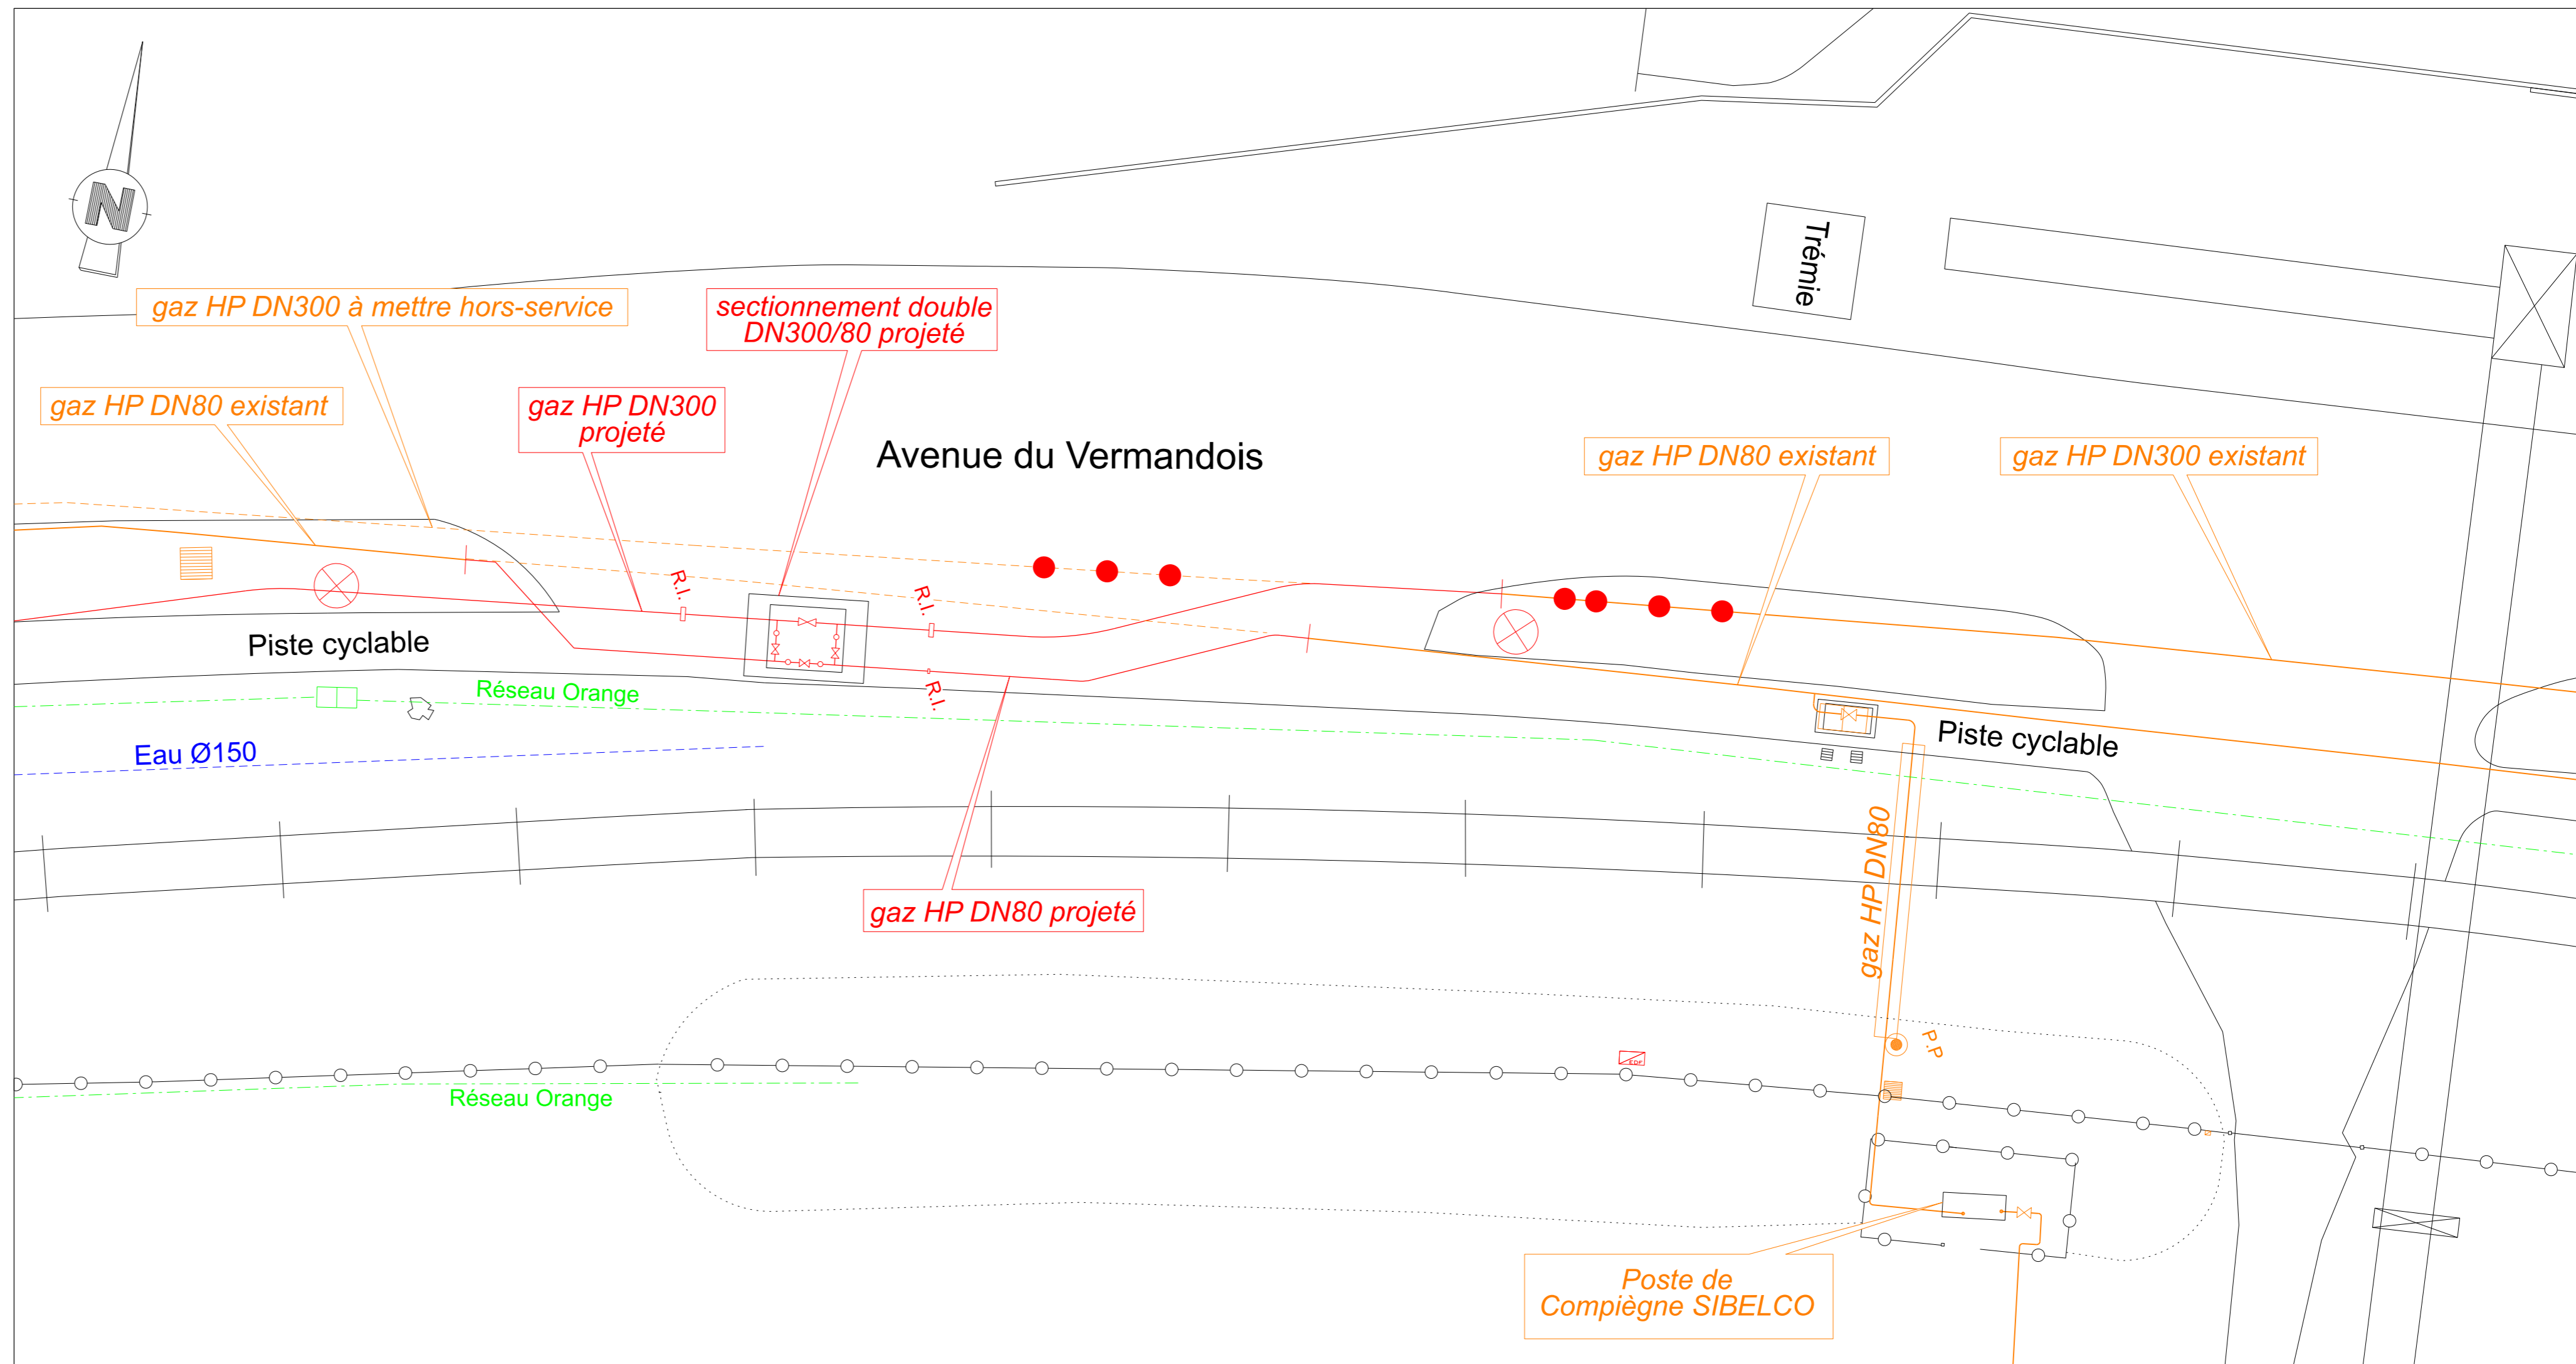 N
Trémie
gaz HP DN300 à mettre hors-service
sectionnement double
DN300/80 projeté
gaz HP DN80 existant
gaz HP DN300
projeté
Avenue du Vermandois
gaz HP DN80 existant
gaz HP DN300 existant
R.I.
R.I.
Piste cyclable
Réseau Orange
R.I.
Piste cyclable
Eau Ø150
gaz HP DN80
gaz HP DN80 projeté
P.P
EDF
Réseau Orange
Poste de
Compiègne SIBELCO